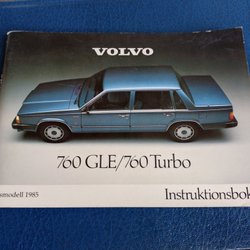 VOLVO
760 GLE/760 Turbo
smodell 1985
Instruktionsbok